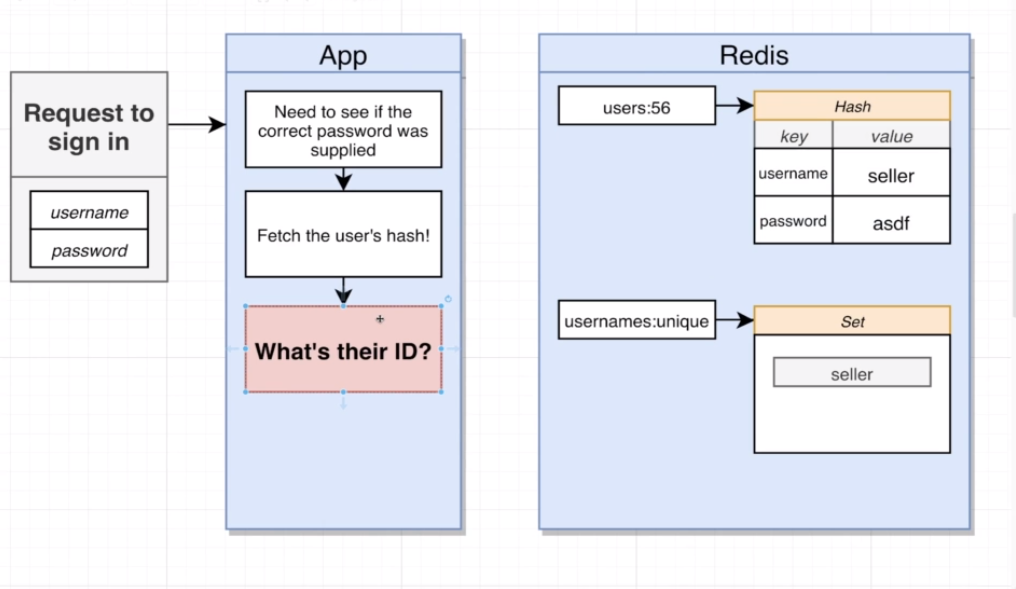 Request to
sign in
username
password
App
Need to see if the
correct password was
supplied
Fetch the user's hash!
What's their ID?
Redis
users:56
Hash
key value
username seller
password asdf
usernames:unique
Set
seller